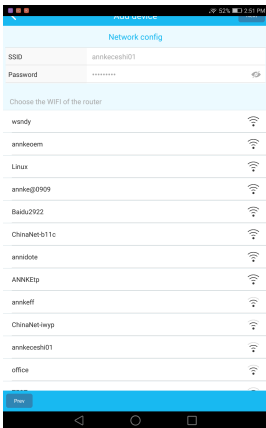 52% 2:51 PM
Add device
Network config
SSID annkeceshi01
Password ·········
Choose the WIFI of the router
wsndy
annkeoem
Linux
annke@0909
Baidu2922
ChinaNet-b11c
annidote
ANNKEtp
annkeff
ChinaNet-iwyp
annkeceshi01
office
Prev